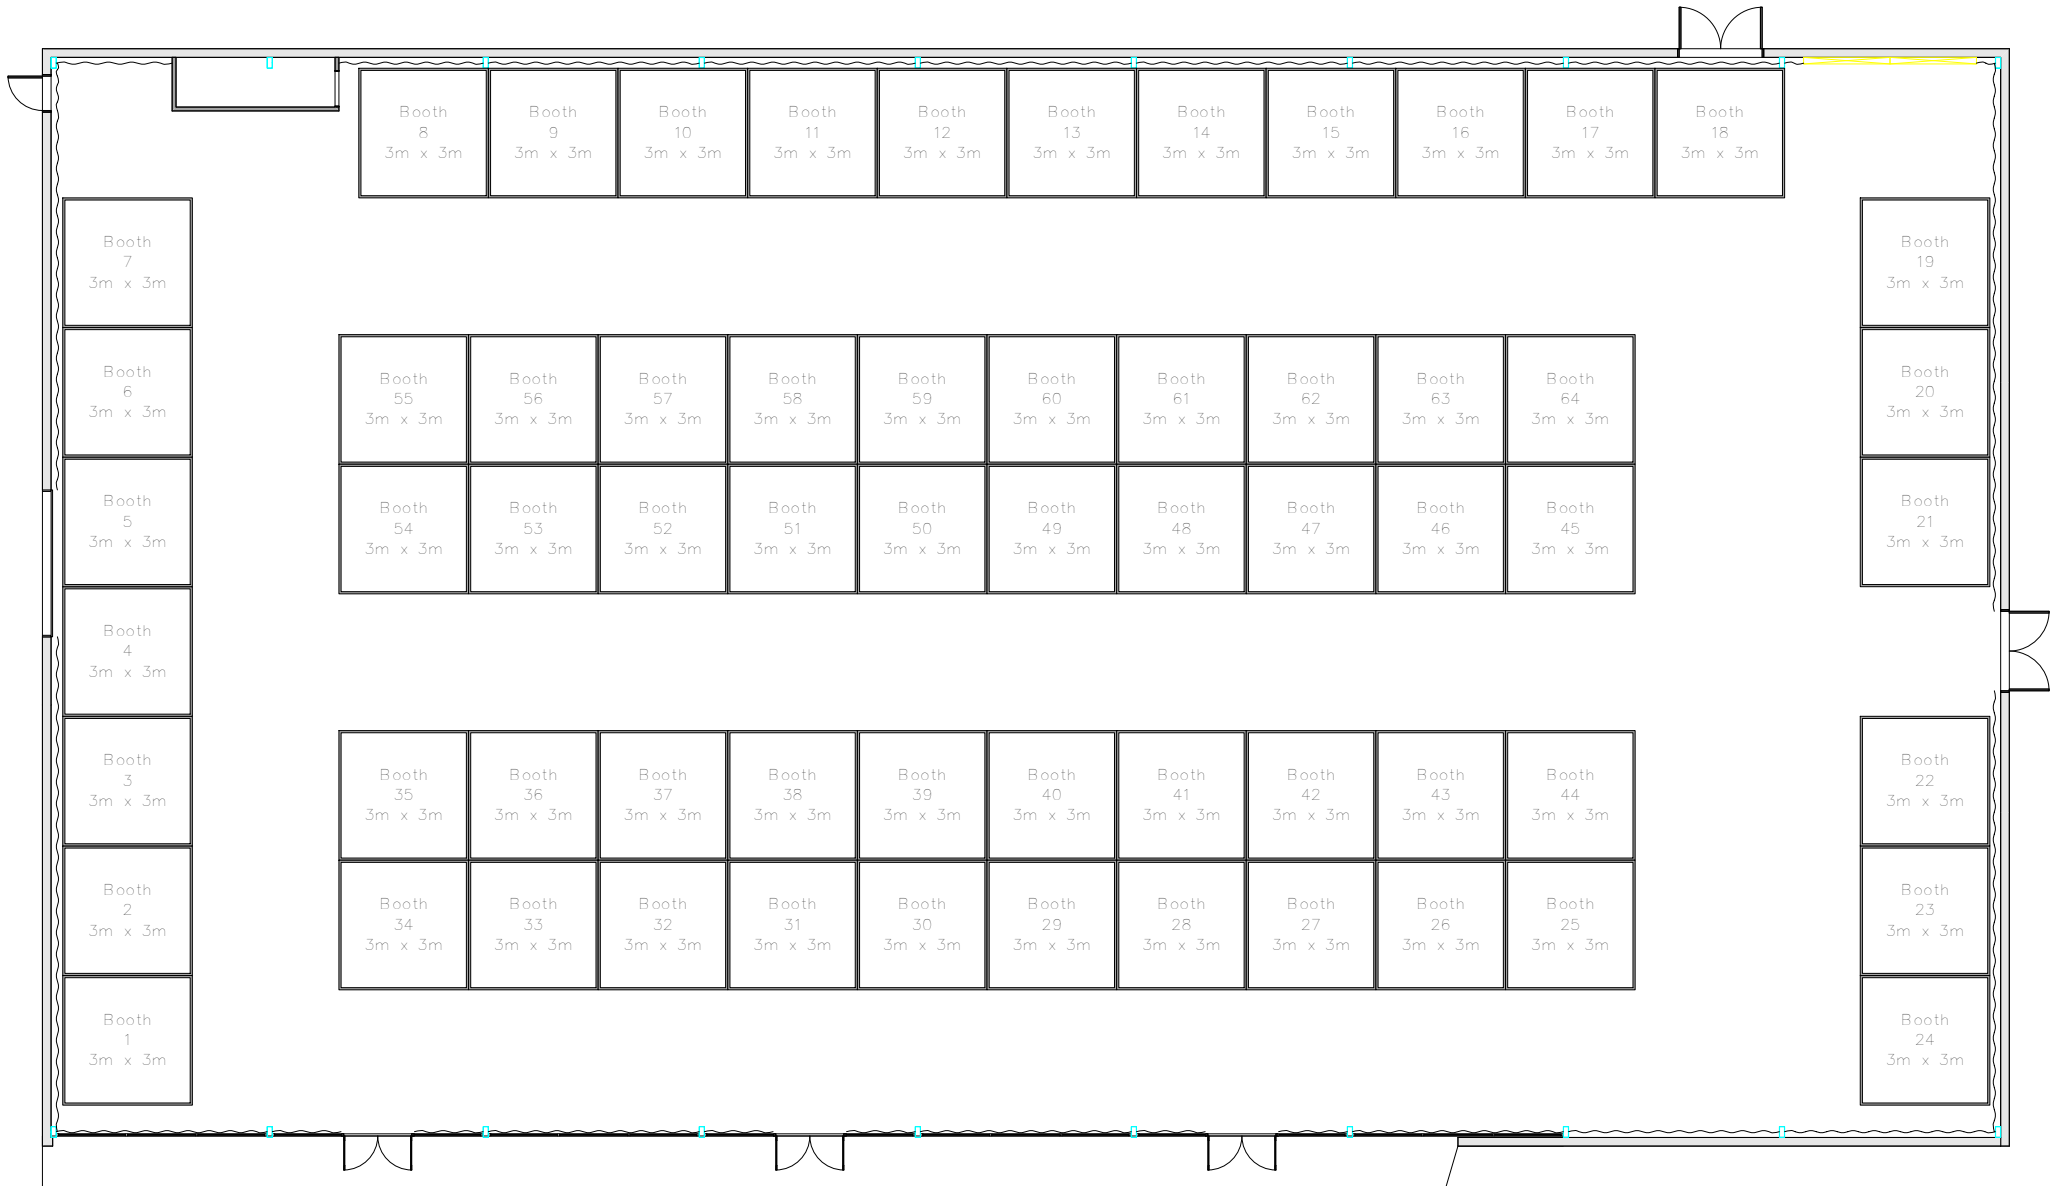 Booth
8
3m x 3m
Booth
9
3m x 3m
Booth
10
3m x 3m
Booth
11
3m x 3m
Booth
12
3m x 3m
Booth
13
3m x 3m
Booth
14
3m x 3m
Booth
15
3m x 3m
Booth
16
3m x 3m
Booth
17
3m x 3m
Booth
18
3m x 3m
Booth
7
3m x 3m
Booth
19
3m x 3m
Booth
6
3m x 3m
Booth
55
3m x 3m
Booth
56
3m x 3m
Booth
57
3m x 3m
Booth
58
3m x 3m
Booth
59
3m x 3m
Booth
60
3m x 3m
Booth
61
3m x 3m
Booth
62
3m x 3m
Booth
63
3m x 3m
Booth
64
3m x 3m
Booth
20
3m x 3m
Booth
5
3m x 3m
Booth
54
3m x 3m
Booth
53
3m x 3m
Booth
52
3m x 3m
Booth
51
3m x 3m
Booth
50
3m x 3m
Booth
49
3m x 3m
Booth
48
3m x 3m
Booth
47
3m x 3m
Booth
46
3m x 3m
Booth
45
3m x 3m
Booth
21
3m x 3m
Booth
4
3m x 3m
Booth
3
3m x 3m
Booth
35
3m x 3m
Booth
36
3m x 3m
Booth
37
3m x 3m
Booth
38
3m x 3m
Booth
39
3m x 3m
Booth
40
3m x 3m
Booth
41
3m x 3m
Booth
42
3m x 3m
Booth
43
3m x 3m
Booth
44
3m x 3m
Booth
22
3m x 3m
Booth
2
3m x 3m
Booth
34
3m x 3m
Booth
33
3m x 3m
Booth
32
3m x 3m
Booth
31
3m x 3m
Booth
30
3m x 3m
Booth
29
3m x 3m
Booth
28
3m x 3m
Booth
27
3m x 3m
Booth
26
3m x 3m
Booth
25
3m x 3m
Booth
23
3m x 3m
Booth
1
3m x 3m
Booth
24
3m x 3m